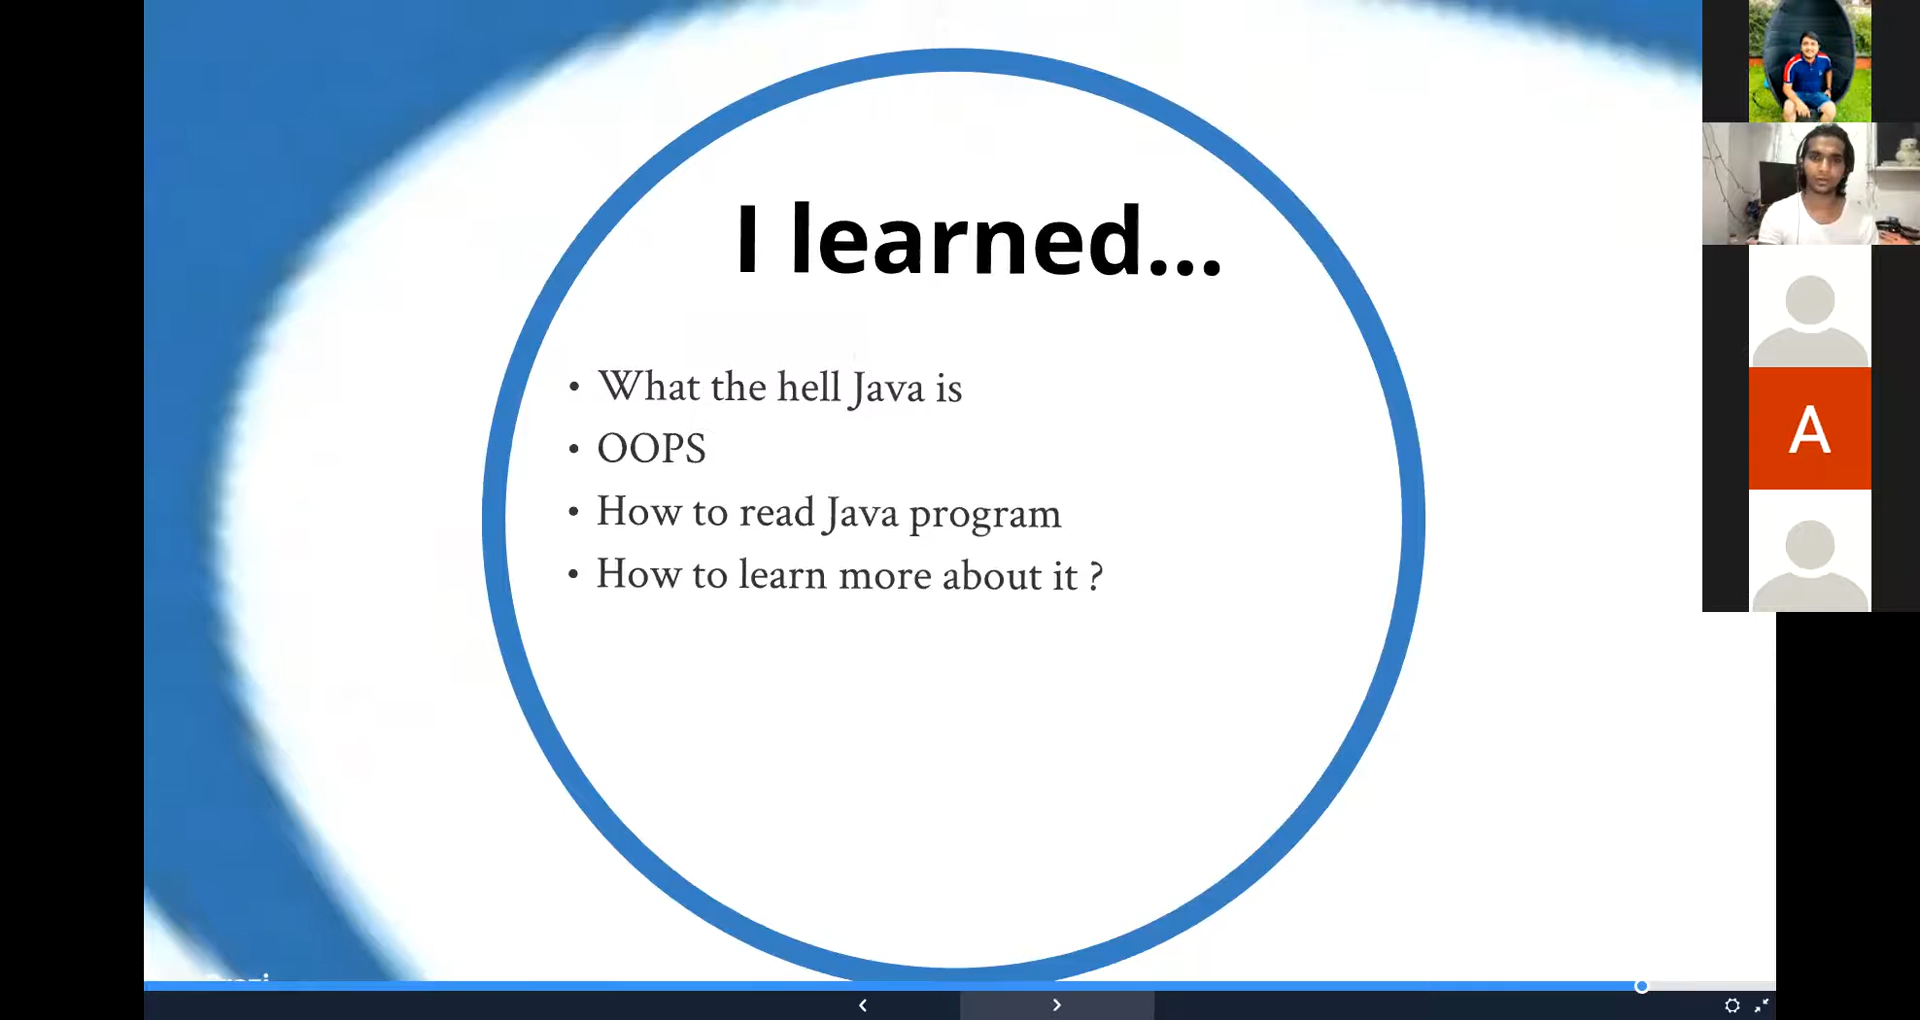 I learned...
• What the hell Java is
• OOPS
• How to read Java program
• How to learn more about it ?
A